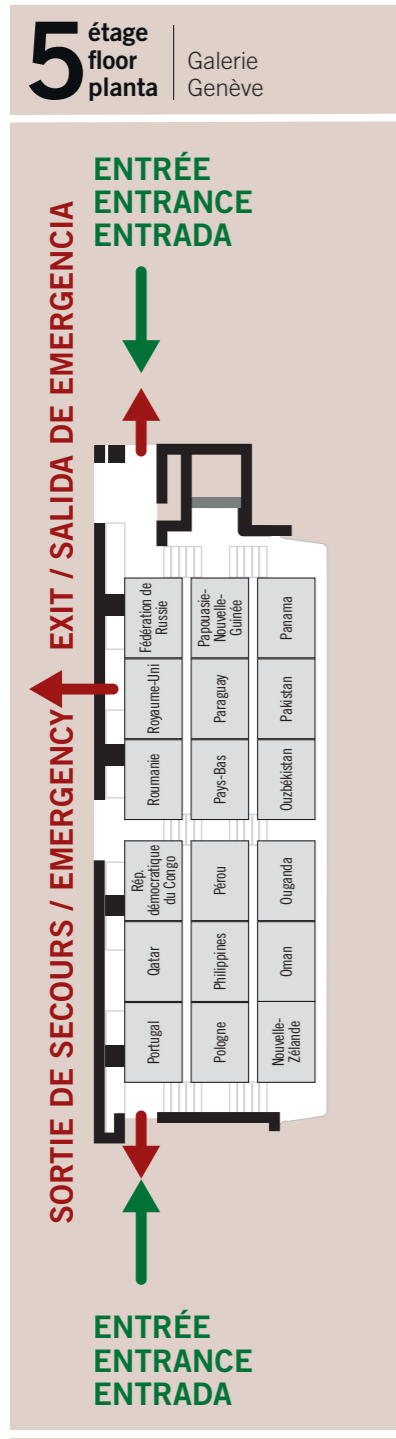 5
étage
floor
planta
Galerie
Genève
ENTRÉE
ENTRANCE
ENTRADA
SORTIE DE SECOURS / EMERGENCY EXIT / SALIDA DE EMERGENCIA
Fédération de
Russie
Papouasie-
Nouvelle-
Guinée
Panama
Royaume-Uni
Paraguay
Pakistan
Roumanie
Pays-Bas
Ouzbékistan
Rép.
démocratique
du Congo
Pérou
Ouganda
Qatar
Philippines
Oman
Portugal
Pologne
Nouvelle-
Zélande
ENTRÉE
ENTRANCE
ENTRADA